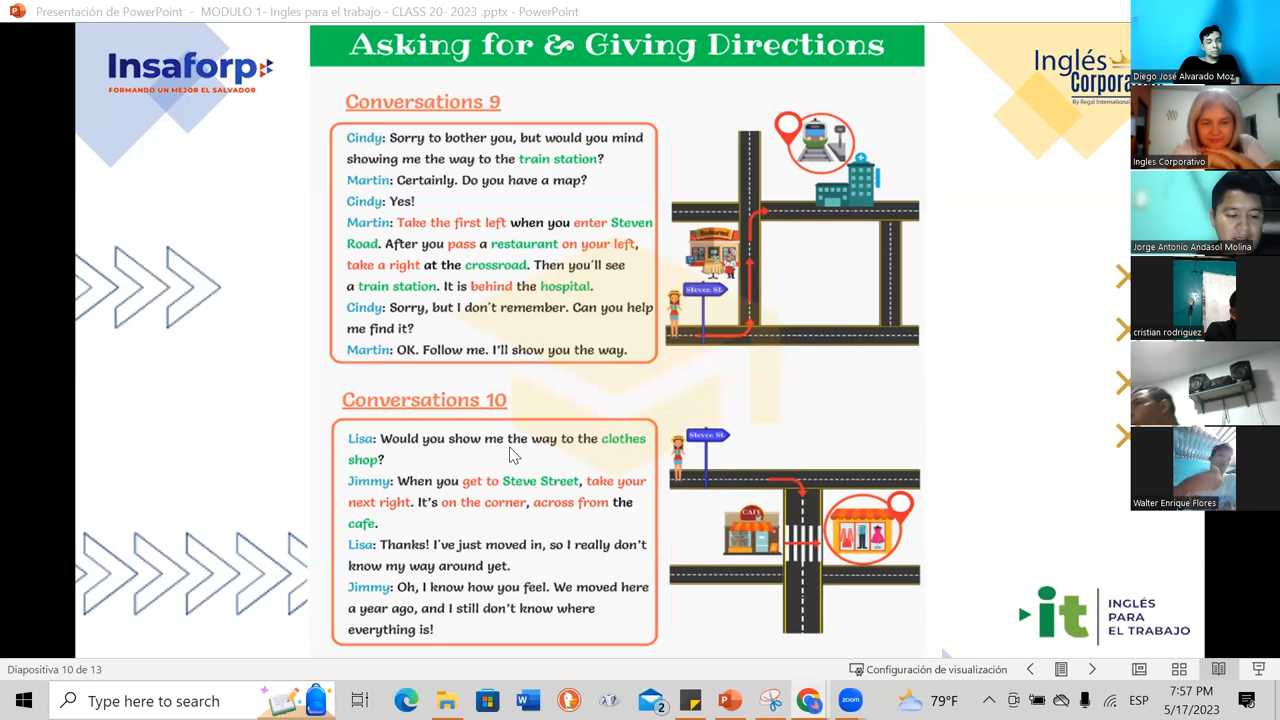 Presentación de PowerPoint - MODULO 1- Ingles para el trabajo - CLASS 20- 2023 .pptx - PowerPoint
Insaforp
FORMANDO UN MEJOR EL SALVADOR
Asking for & Giving Directions
Inglés
Corporativo
By Regal International
Conversations 9
Cindy: Sorry to bother you, but would you mind
showing me the way to the train station?
Martin: Certainly. Do you have a map?
Cindy: Yes!
Martin: Take the first left when you enter Steven
Road. After you pass a restaurant on your left,
take a right at the crossroad. Then you'll see
a train station. It is behind the hospital.
Cindy: Sorry, but I don't remember. Can you help
me find it?
Martin: OK. Follow me. I'll show you the way.
Restaurant
Steven St.
Conversations 10
Lisa: Would you show me the way to the clothes
shop?
Jimmy: When you get to Steve Street, take your
next right. It's on the corner, across from the
cafe.
Lisa: Thanks! I've just moved in, so I really don't
know my way around yet.
Jimmy: Oh, I know how you feel. We moved here
a year ago, and I still don't know where
everything is!
Steven St.
CAFE
it
INGLÉS
PARA
EL TRABAJO
Diego José Alvarado Moz
Ingles Corporativo
Jorge Antonio Andasol Molina
cristian rodriguez
Walter Enrique Flores
Diapositiva 10 de 13
Configuración de visualización
Type here to search
2
zoom
79°F
ESP
7:57 PM
5/17/2023